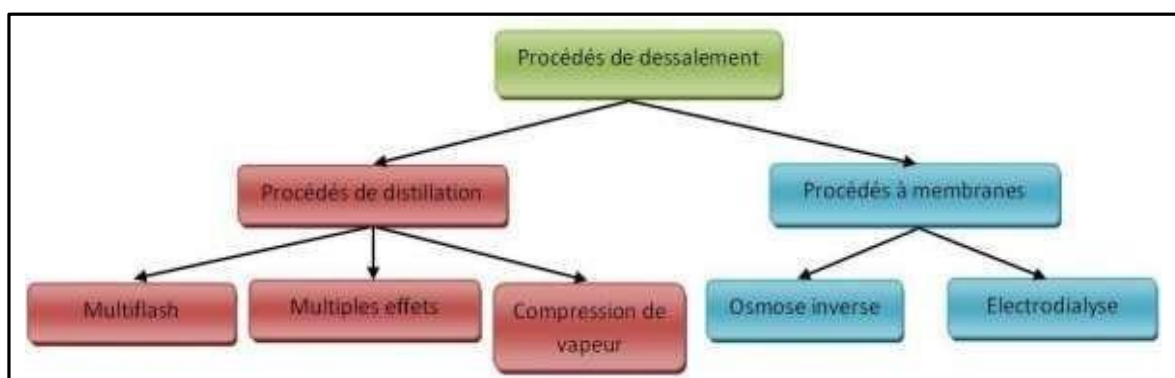 Procédés de dessalement
Procédés de distillation
Procédés à membranes
Multiflash
Multiples effets
Compression de
vapeur
Osmose inverse
Electrodialyse